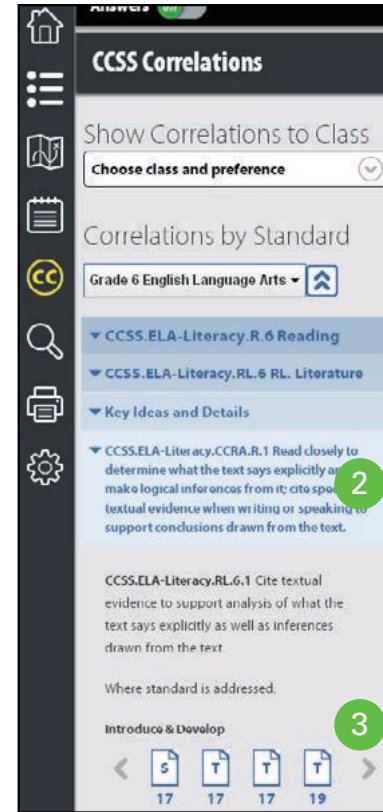 Answers on
CCSS Correlations
Show Correlations to Class
Choose class and preference
Correlations by Standard
Grade 6 English Language Arts
CCSS.ELA-Literacy.R.6 Reading
CCSS.ELA-Literacy.RL.6 RL. Literature
Key Ideas and Details
CCSS.ELA-Literacy.CCRA.R.1 Read closely to
determine what the text says explicitly
make logical inferences from it; cite
textual evidence when writing or speaking to
support conclusions drawn from the text.
2
CCSS.ELA-Literacy.RL.6.1 Cite textual
evidence to support analysis of what the
text says explicitly as well as inferences
drawn from the text
Where standard is addressed.
Introduce & Develop
3
S T T T
17 17 17 19
CC